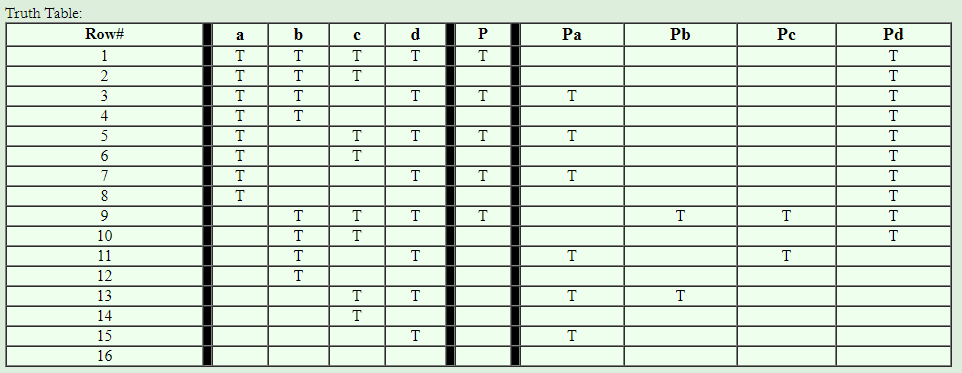 Truth Table:
Row# a b c d P Pa Pb Pc Pd
1 T T T T T T
2 T T T T
3 T T T T T T
4 T T T
5 T T T T T T
6 T T T
7 T T T T T
8 T T
9 T T T T T T T
10 T T T
11 T T T T
12 T
13 T T T T
14 T
15 T T
16